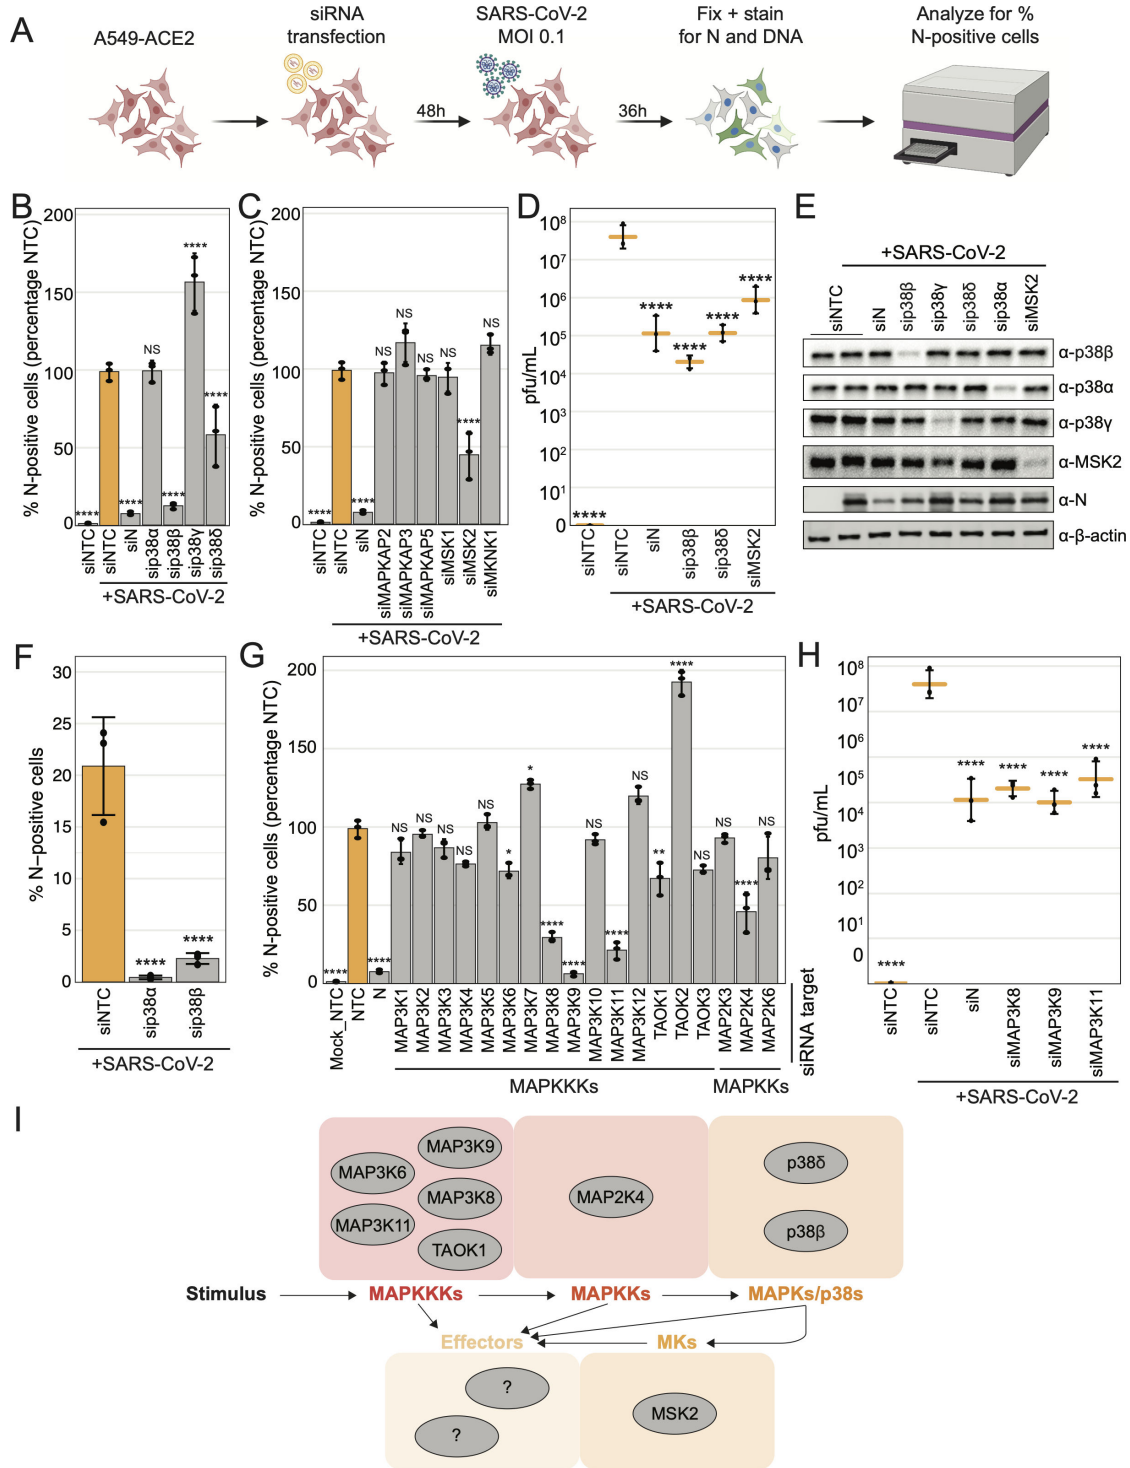 A
A549-ACE2
siRNA
transfection
48h
SARS-CoV-2
MOI 0.1
36h
Fix + stain
for N and DNA
Analyze for %
N-positive cells
B
% N-positive cells (percentage NTC)
200
150
100
50
0
****
****
NS
****
****
****
siNTC
siNTC
siN
sip38α
sip38β
sip38γ
sip38δ
+SARS-CoV-2
C
% N-positive cells (percentage NTC)
200
150
100
50
0
****
****
NS
NS
NS
NS
****
NS
siNTC
siNTC
siN
siMAPKAP2
siMAPKAP3
siMAPKAP5
siMSK1
siMSK2
siMKNK1
+SARS-CoV-2
D
pfu/mL
10⁸
10⁷
10⁶
10⁵
10⁴
10³
10²
10¹
0
****
****
****
****
****
siNTC
siNTC
siN
sip38β
sip38δ
siMSK2
+SARS-CoV-2
E
+SARS-CoV-2
siNTC
siN
sip38β
sip38γ
sip38δ
sip38α
siMSK2
α-p38β
α-p38α
α-p38γ
α-MSK2
α-N
α-β-actin
F
% N-positive cells
30
25
20
15
10
5
0
****
****
siNTC
sip38α
sip38β
+SARS-CoV-2
G
% N-positive cells (percentage NTC)
200
150
100
50
0
****
****
NS
NS
NS
NS
NS
*
*
****
****
NS
****
NS
**
****
NS
NS
****
NS
Mock_NTC
NTC
N
MAP3K1
MAP3K2
MAP3K3
MAP3K4
MAP3K5
MAP3K6
MAP3K7
MAP3K8
MAP3K9
MAP3K10
MAP3K11
MAP3K12
TAOK1
TAOK2
TAOK3
MAP2K3
MAP2K4
MAP2K6
siRNA target
MAPKKKs
MAPKKs
H
pfu/mL
10⁸
10⁷
10⁶
10⁵
10⁴
10³
10²
10¹
0
****
****
****
****
****
siNTC
siNTC
siN
siMAP3K8
siMAP3K9
siMAP3K11
+SARS-CoV-2
I
MAP3K9
MAP3K6
MAP3K8
MAP3K11
TAOK1
MAP2K4
p38δ
p38β
Stimulus
MAPKKKs
MAPKKs
MAPKs/p38s
Effectors
MKs
?
?
MSK2